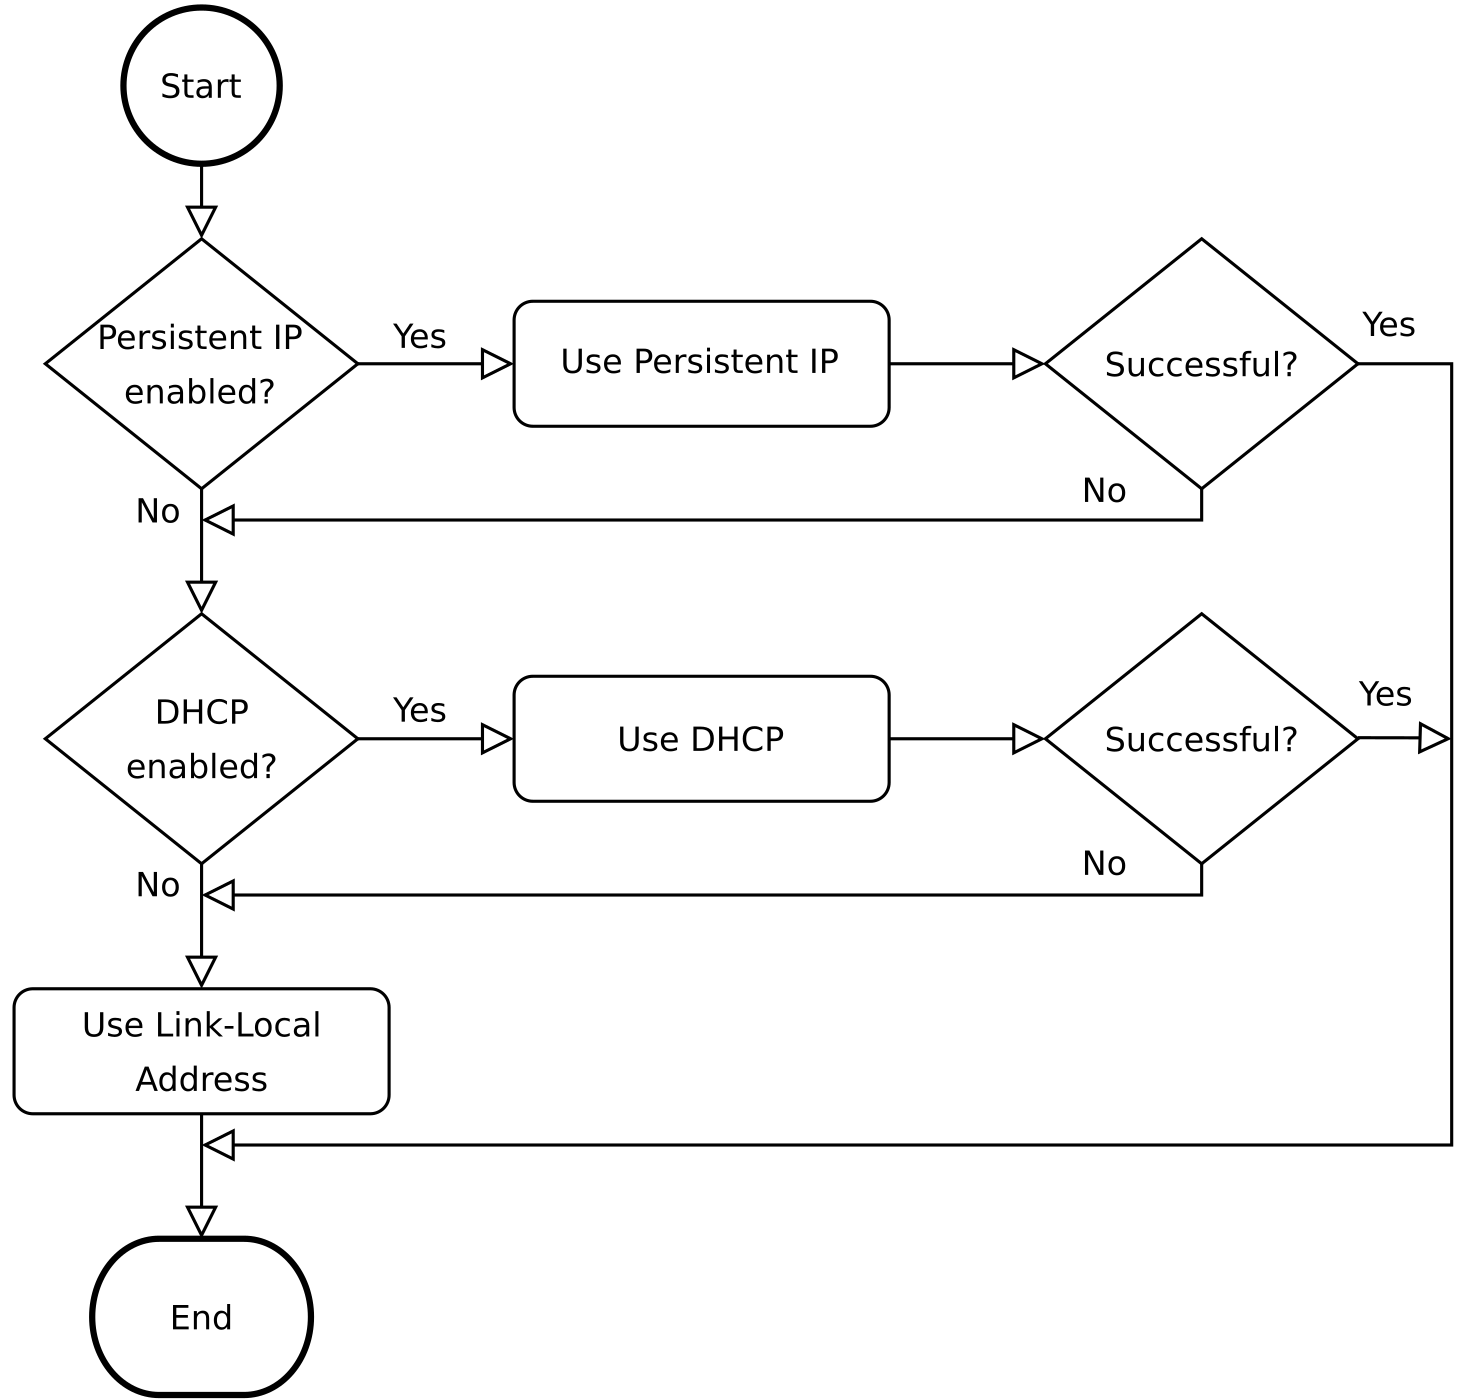 Start
Persistent IP
enabled?
Yes
Use Persistent IP
Successful?
Yes
No
No
DHCP
enabled?
Yes
Use DHCP
Successful?
Yes
No
No
Use Link-Local
Address
End